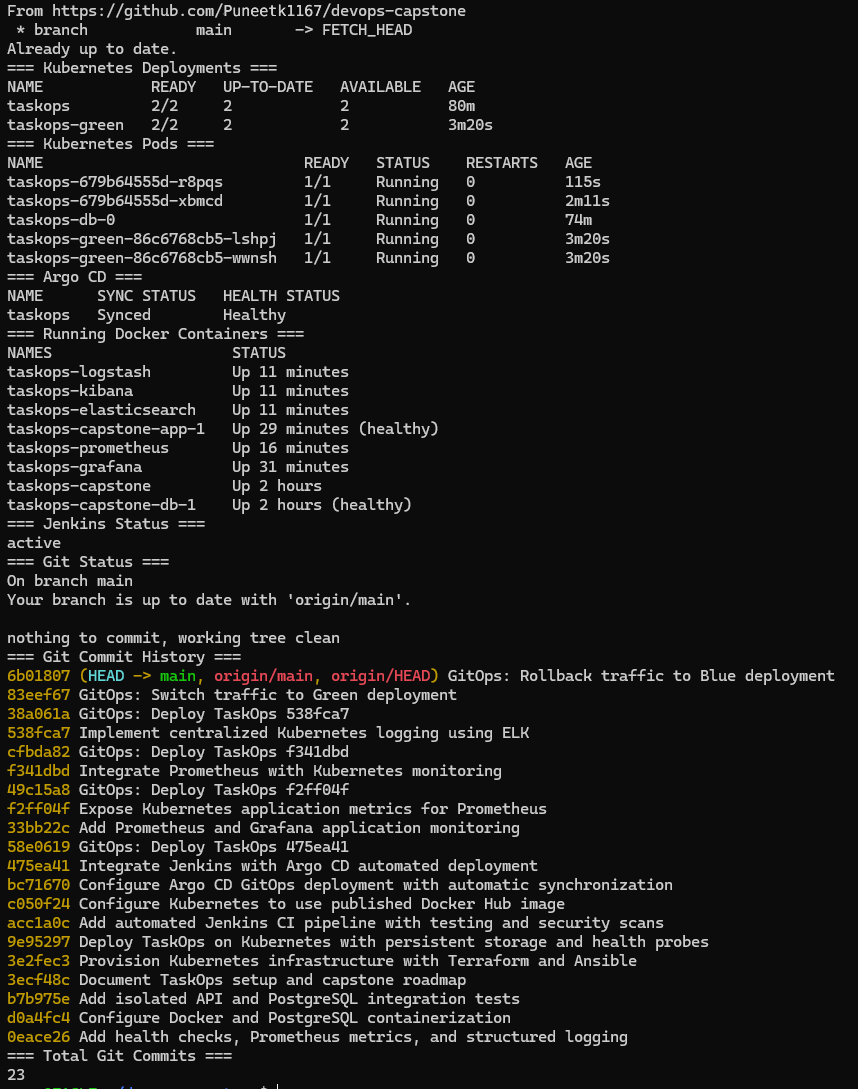 From https://github.com/Puneetk1167/devops-capstone
 * branch            main       -> FETCH_HEAD
Already up to date.
=== Kubernetes Deployments ===
NAME            READY   UP-TO-DATE   AVAILABLE   AGE
taskops         2/2     2            2           80m
taskops-green   2/2     2            2           3m20s
=== Kubernetes Pods ===
NAME                             READY   STATUS    RESTARTS   AGE
taskops-679b64555d-r8pqs         1/1     Running   0          115s
taskops-679b64555d-xbmcd         1/1     Running   0          2m11s
taskops-db-0                     1/1     Running   0          74m
taskops-green-86c6768cb5-lshpj   1/1     Running   0          3m20s
taskops-green-86c6768cb5-wwnsh   1/1     Running   0          3m20s
=== Argo CD ===
NAME      SYNC STATUS   HEALTH STATUS
taskops   Synced        Healthy
=== Running Docker Containers ===
NAMES                    STATUS
taskops-logstash         Up 11 minutes
taskops-kibana           Up 11 minutes
taskops-elasticsearch    Up 11 minutes
taskops-capstone-app-1   Up 29 minutes (healthy)
taskops-prometheus       Up 16 minutes
taskops-grafana          Up 31 minutes
taskops-capstone         Up 2 hours
taskops-capstone-db-1    Up 2 hours (healthy)
=== Jenkins Status ===
active
=== Git Status ===
On branch main
Your branch is up to date with 'origin/main'.

nothing to commit, working tree clean
=== Git Commit History ===
6b01807 (HEAD -> main, origin/main, origin/HEAD) GitOps: Rollback traffic to Blue deployment
83eef67 GitOps: Switch traffic to Green deployment
38a061a GitOps: Deploy TaskOps 538fca7
538fca7 Implement centralized Kubernetes logging using ELK
cfbda82 GitOps: Deploy TaskOps f341dbd
f341dbd Integrate Prometheus with Kubernetes monitoring
49c15a8 GitOps: Deploy TaskOps f2ff04f
f2ff04f Expose Kubernetes application metrics for Prometheus
33bb22c Add Prometheus and Grafana application monitoring
58e0619 GitOps: Deploy TaskOps 475ea41
475ea41 Integrate Jenkins with Argo CD automated deployment
bc71670 Configure Argo CD GitOps deployment with automatic synchronization
c050f24 Configure Kubernetes to use published Docker Hub image
acc1a0c Add automated Jenkins CI pipeline with testing and security scans
9e95297 Deploy TaskOps on Kubernetes with persistent storage and health probes
3e2fec3 Provision Kubernetes infrastructure with Terraform and Ansible
3ecf48c Document TaskOps setup and capstone roadmap
b7b975e Add isolated API and PostgreSQL integration tests
d0a4fc4 Configure Docker and PostgreSQL containerization
0eace26 Add health checks, Prometheus metrics, and structured logging
=== Total Git Commits ===
23